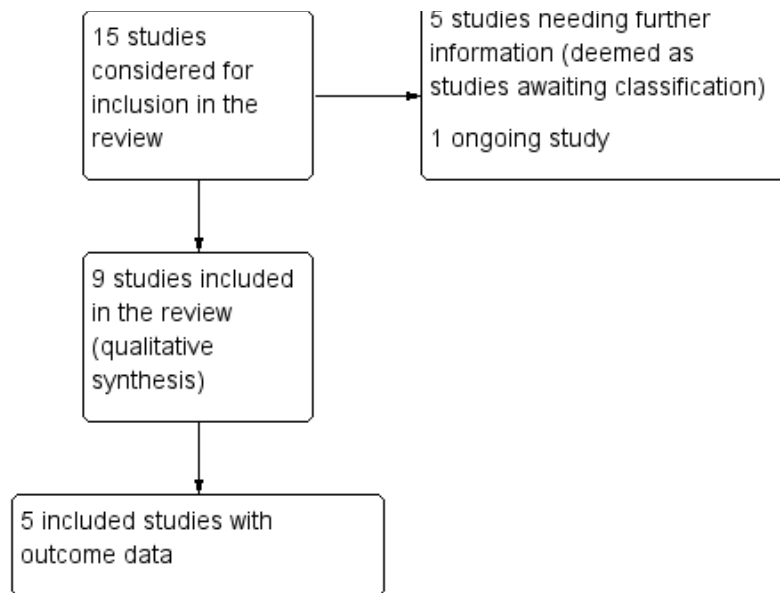 15 studies
considered for
inclusion in the
review
5 studies needing further
information (deemed as
studies awaiting classification)
1 ongoing study
9 studies included
in the review
(qualitative
synthesis)
5 included studies with
outcome data